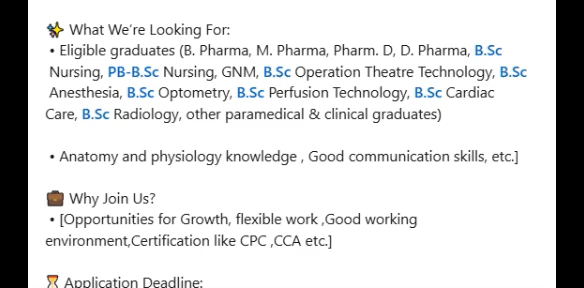 ✨ What We're Looking For:
• Eligible graduates (B. Pharma, M. Pharma, Pharm. D, D. Pharma, B.Sc
Nursing, PB-B.Sc Nursing, GNM, B.Sc Operation Theatre Technology, B.Sc
Anesthesia, B.Sc Optometry, B.Sc Perfusion Technology, B.Sc Cardiac
Care, B.Sc Radiology, other paramedical & clinical graduates)
• Anatomy and physiology knowledge , Good communication skills, etc.]
💼 Why Join Us?
• [Opportunities for Growth, flexible work ,Good working
environment,Certification like CPC ,CCA etc.]
⏳ Application Deadline: